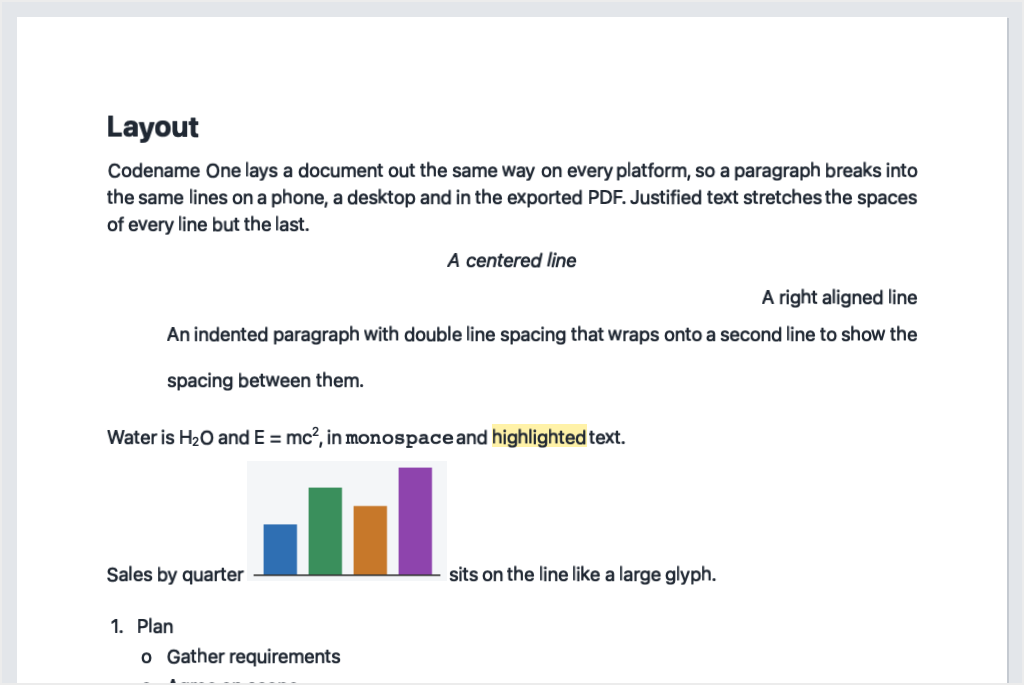 Layout
Codename One lays a document out the same way on every platform, so a paragraph breaks into
the same lines on a phone, a desktop and in the exported PDF. Justified text stretches the spaces
of every line but the last.
A centered line
A right aligned line
An indented paragraph with double line spacing that wraps onto a second line to show the
spacing between them.
Water is H₂O and E = mc², in monospace and highlighted text.
Sales by quarter sits on the line like a large glyph.
1. Plan
o Gather requirements